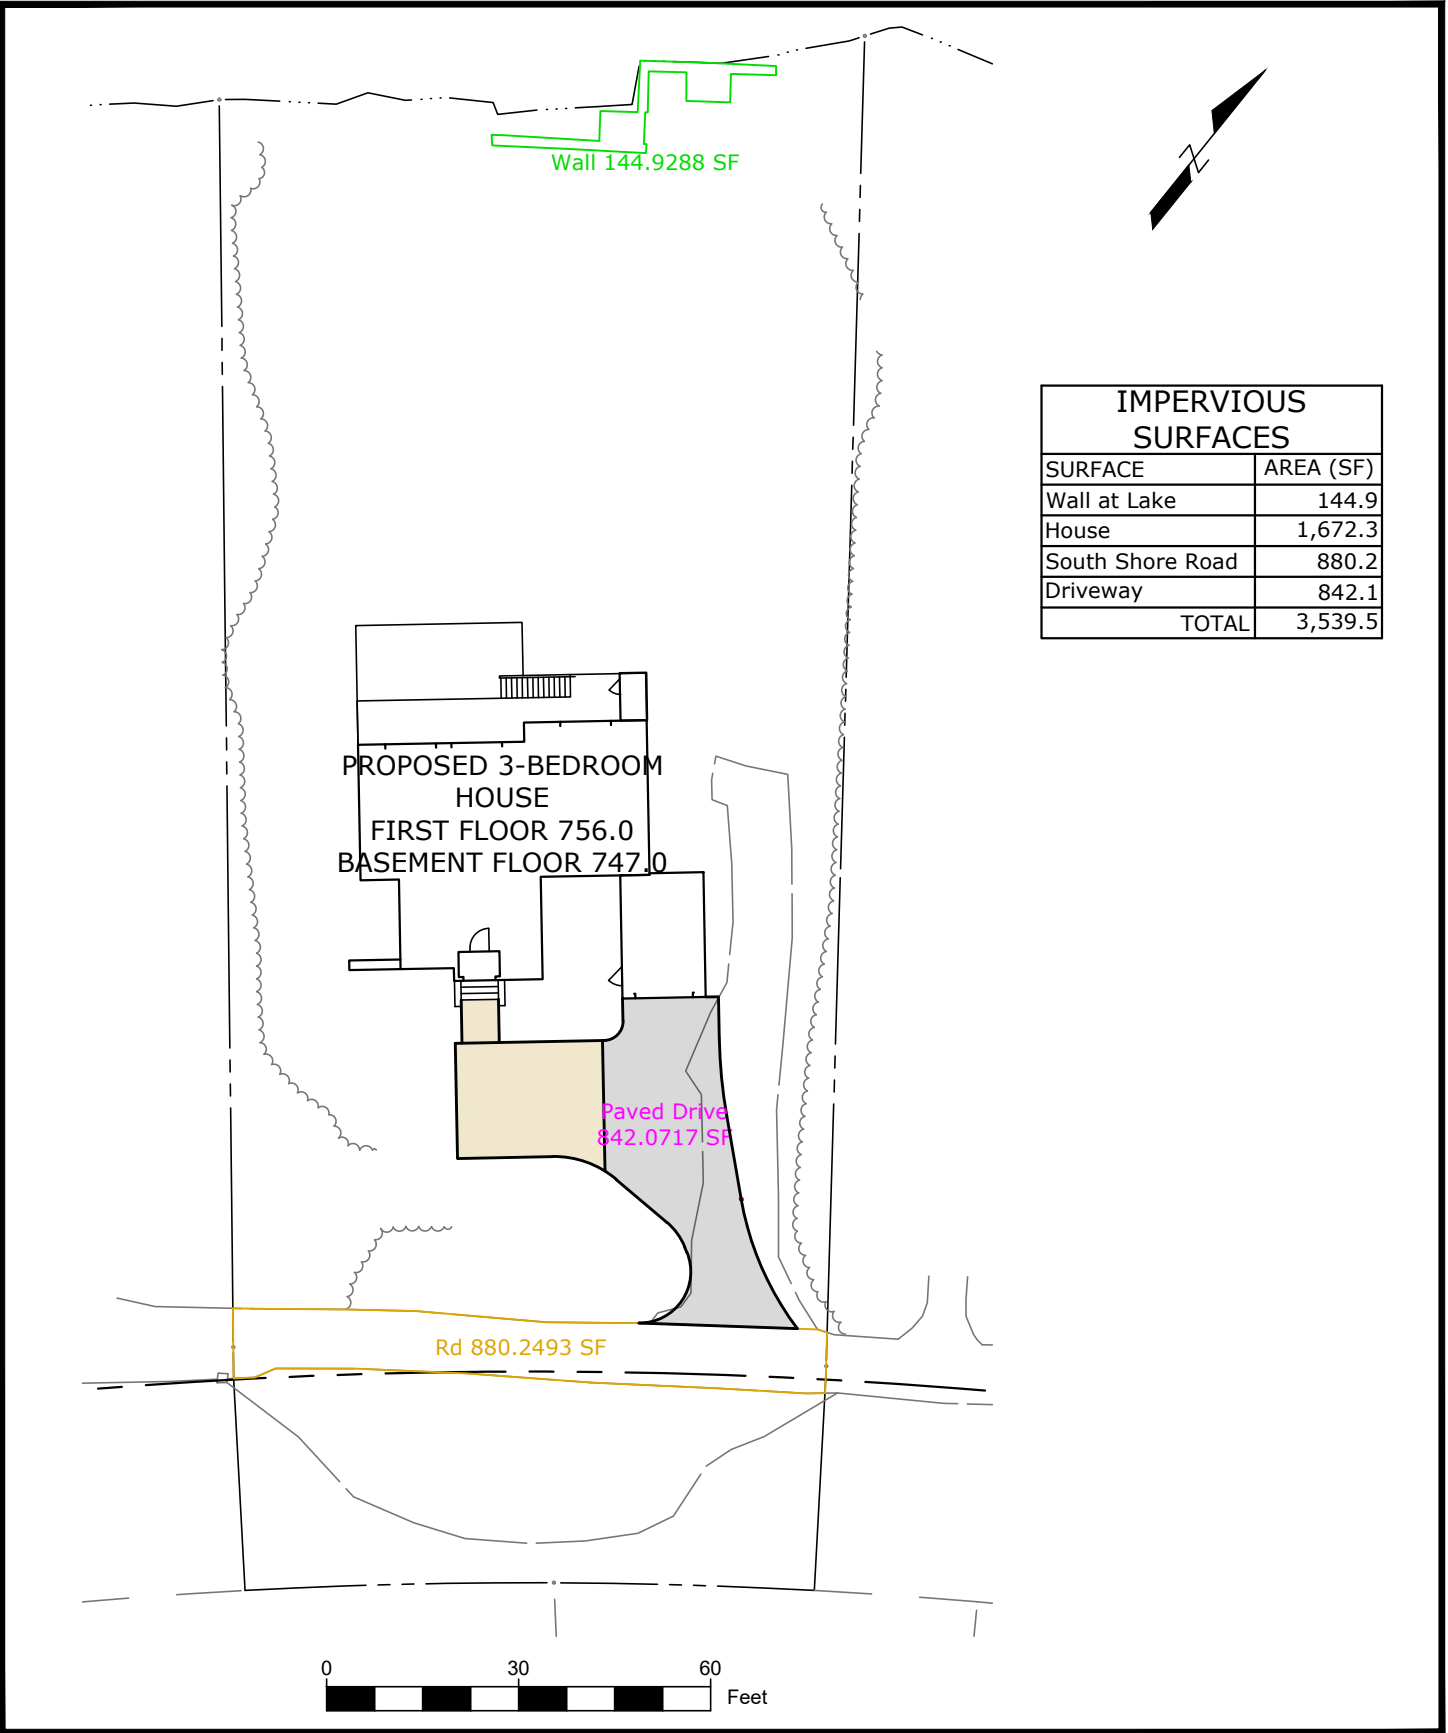 Wall 144.9288 SF
N
IMPERVIOUS
SURFACES
SURFACE AREA (SF)
Wall at Lake 144.9
House 1,672.3
South Shore Road 880.2
Driveway 842.1
TOTAL 3,539.5
PROPOSED 3-BEDROOM
HOUSE
FIRST FLOOR 756.0
BASEMENT FLOOR 747.0
Paved Drive
842.0717 SF
Rd 880.2493 SF
0 30 60
Feet